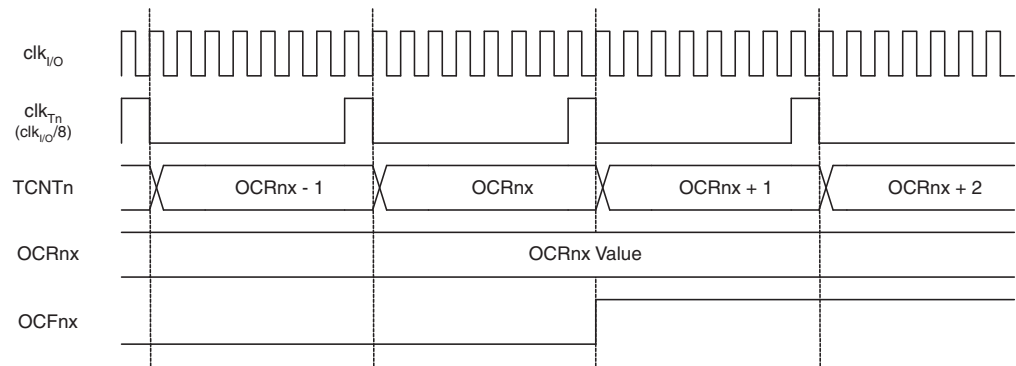 clkI/O
clkTn
(clkI/O/8)
TCNTn OCRnx - 1 OCRnx OCRnx + 1 OCRnx + 2
OCRnx OCRnx Value
OCFnx